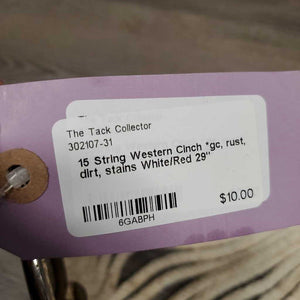 The Tack Collector
302107-31
15 String Western Cinch *gc, rust,
dirt, stains White/Red 29"
$10.00
6GABPH